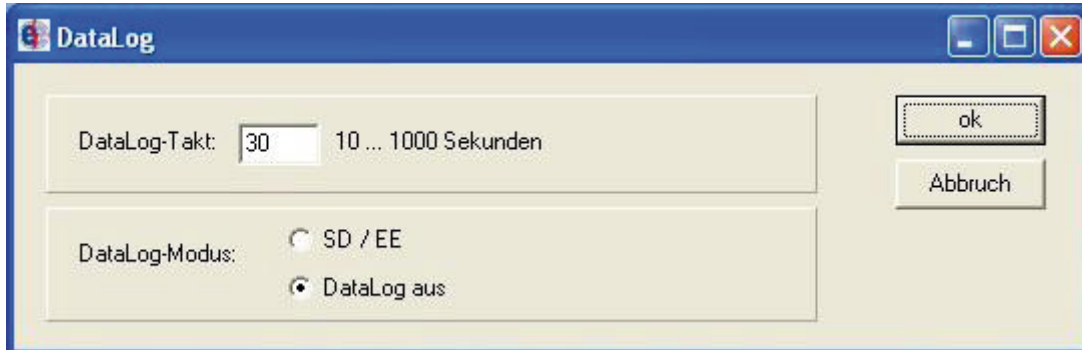 DataLog
DataLog-Takt: 30 10 ... 1000 Sekunden
ok
Abbruch
DataLog-Modus: SD / EE
DataLog aus